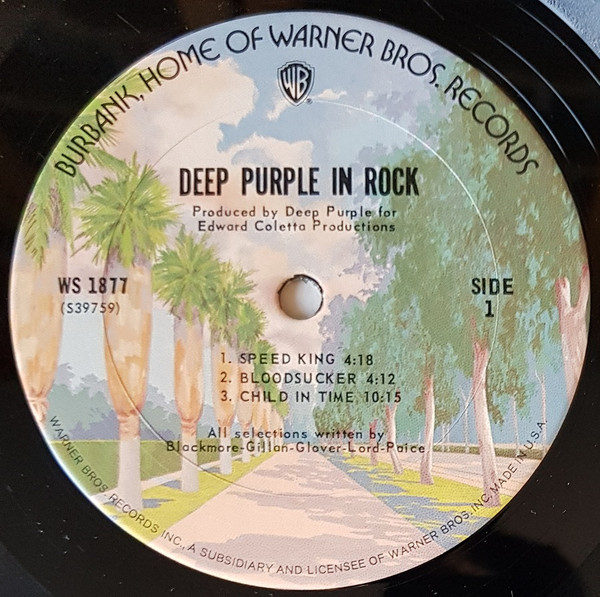 BURBANK, HOME OF WARNER BROS. RECORDS
WB
®
DEEP PURPLE IN ROCK
Produced by Deep Purple for
Edward Coletta Productions
WS 1877
(S39759)
SIDE
1
1. SPEED KING 4:18
2. BLOODSUCKER 4:12
3. CHILD IN TIME 10:15
All selections written by
Blackmore-Gillan-Glover-Lord-Paice
WARNER BROS. RECORDS INC., A SUBSIDIARY AND LICENSEE OF WARNER BROS. INC. MADE IN U.S.A.